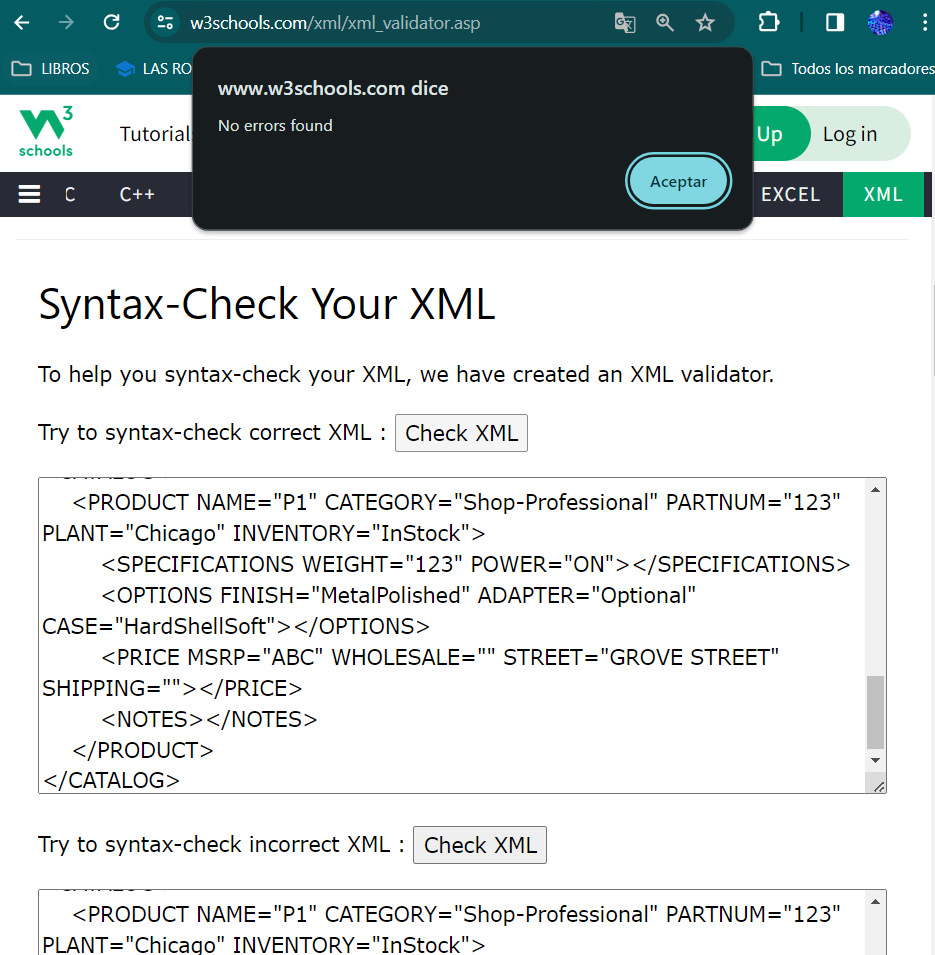 w3schools.com/xml/xml_validator.asp
LIBROS
LAS RO
Todos los marcadores
www.w3schools.com dice
No errors found
Aceptar
W3
schools
Tutorial
Up
Log in
C
C++
EXCEL
XML
Syntax-Check Your XML
To help you syntax-check your XML, we have created an XML validator.
Try to syntax-check correct XML :
Check XML
<PRODUCT NAME="P1" CATEGORY="Shop-Professional" PARTNUM="123"
PLANT="Chicago" INVENTORY="InStock">
<SPECIFICATIONS WEIGHT="123" POWER="ON"></SPECIFICATIONS>
<OPTIONS FINISH="MetalPolished" ADAPTER="Optional"
CASE="HardShellSoft"></OPTIONS>
<PRICE MSRP="ABC" WHOLESALE="" STREET="GROVE STREET"
SHIPPING=""></PRICE>
<NOTES></NOTES>
</PRODUCT>
</CATALOG>
Try to syntax-check incorrect XML :
Check XML
<PRODUCT NAME="P1" CATEGORY="Shop-Professional" PARTNUM="123"
PLANT="Chicago" INVENTORY="InStock">